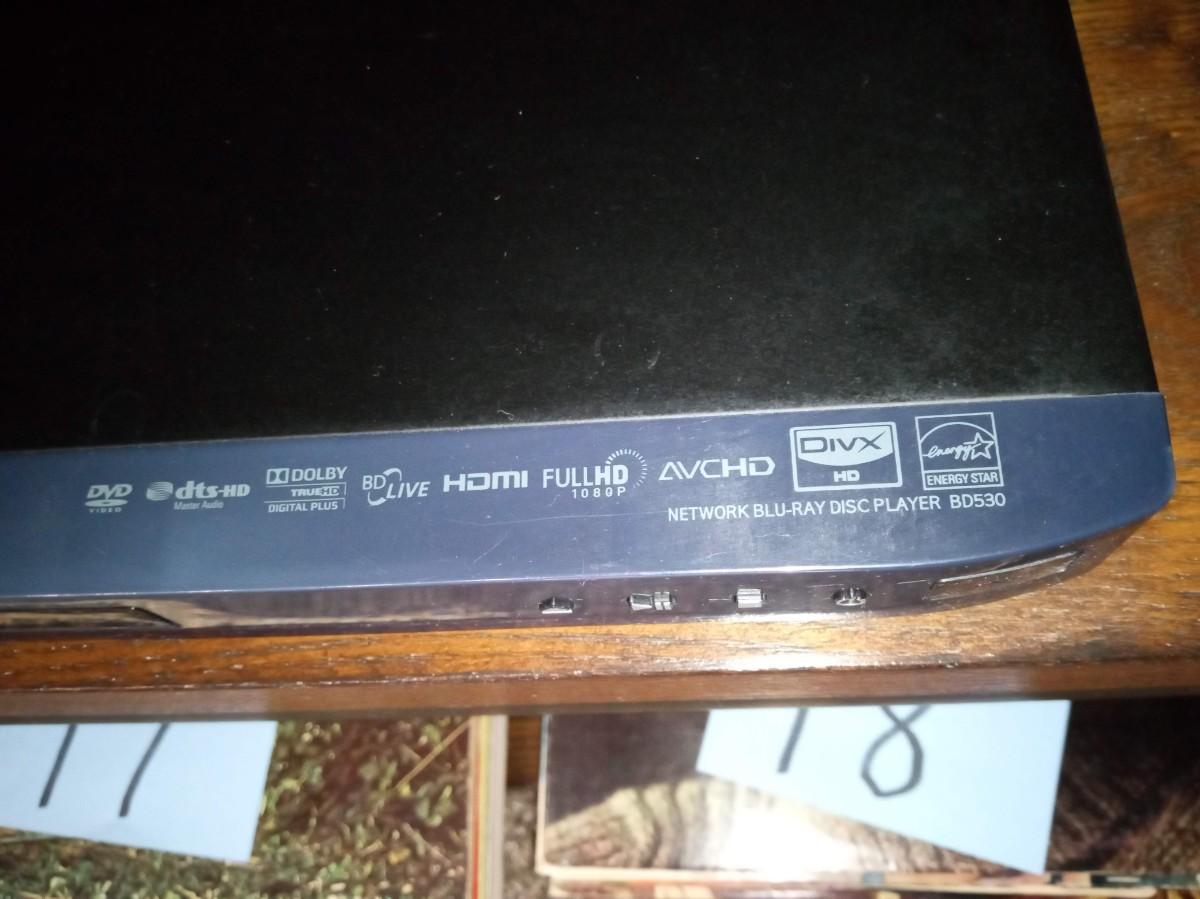 DVD
VIDEO
dts-HD
Master Audio
DOLBY
TRUEHD
DIGITAL PLUS
BD LIVE
HDMI
FULLHD
1080P
AVCHD
DIVX
HD
energy
ENERGY STAR
NETWORK BLU-RAY DISC PLAYER BD530
17
18